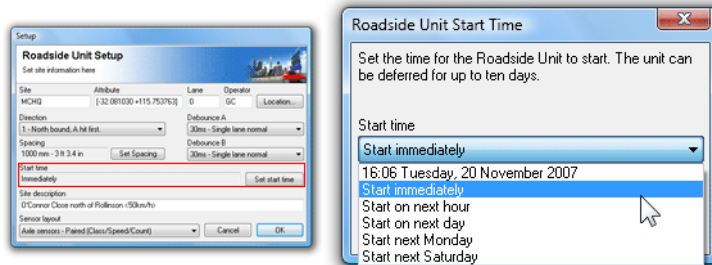 Setup
Roadside Unit Setup
Set site information here
Site Attribute Lane Operator
MCHQ [-32.081030 +115.753763] 0 GC Location...
Direction Debounce A
1 - North bound, A hit first. 30ms - Single lane normal
Spacing Debounce B
1000 mm - 3 ft 3.4 in Set Spacing 30ms - Single lane normal
Start time
Immediately Set start time
Site description
O'Connor Close north of Rollinson <50km/h>
Sensor layout
Axle sensors - Paired (Class/Speed/Count) Cancel OK
Roadside Unit Start Time
Set the time for the Roadside Unit to start. The unit can
be deferred for up to ten days.
Start time
Start immediately
16:06 Tuesday, 20 November 2007
Start immediately
Start on next hour
Start on next day
Start next Monday
Start next Saturday